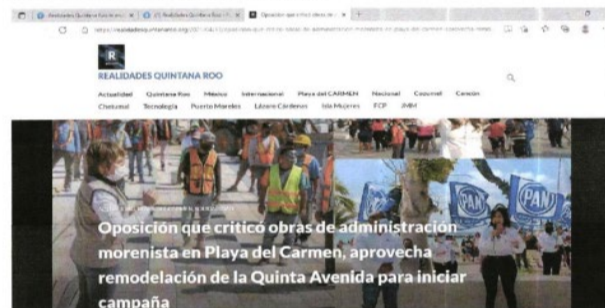 REALIDADES QUINTANA ROO
Actualidad Quintana Roo México Internacional Playa del CARMEN Nacional Cozumel Cancún
Chetumal Tecnología Puerto Morelos Lázaro Cárdenas Isla Mujeres FCP JMM
PAN
PAN
Oposición que criticó obras de administración
morenista en Playa del Carmen, aprovecha
remodelación de la Quinta Avenida para iniciar
campaña